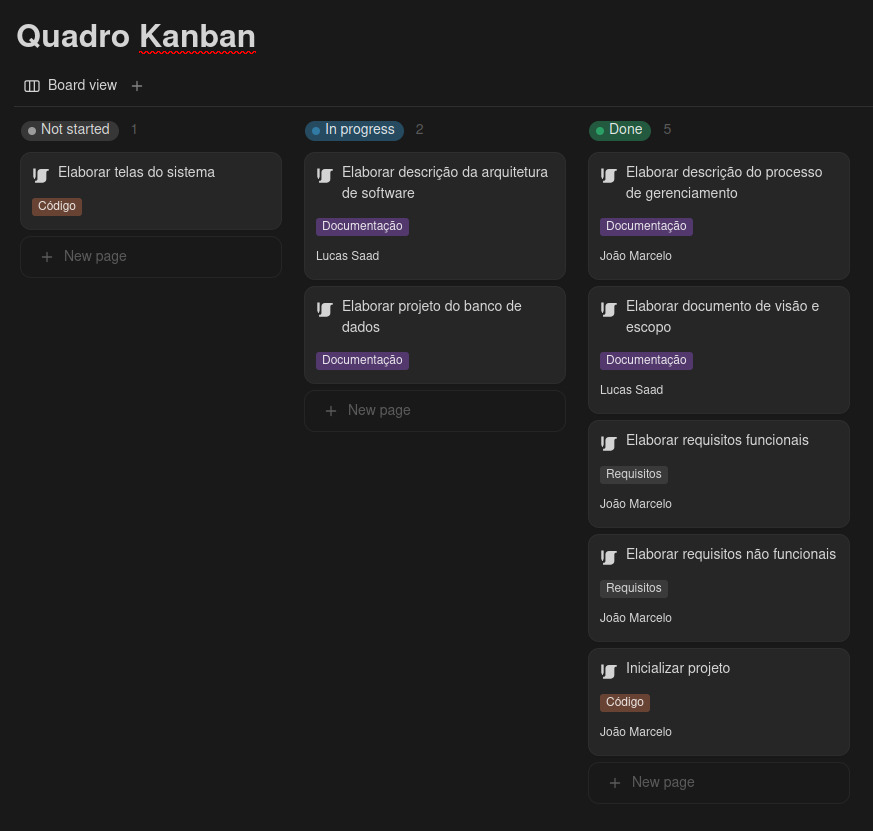 Quadro Kanban
Board view
Not started 1
Elaborar telas do sistema
Código
New page
In progress 2
Elaborar descrição da arquitetura
de software
Documentação
Lucas Saad
Elaborar projeto do banco de
dados
Documentação
New page
Done 5
Elaborar descrição do processo
de gerenciamento
Documentação
João Marcelo
Elaborar documento de visão e
escopo
Documentação
Lucas Saad
Elaborar requisitos funcionais
Requisitos
João Marcelo
Elaborar requisitos não funcionais
Requisitos
João Marcelo
Inicializar projeto
Código
João Marcelo
New page